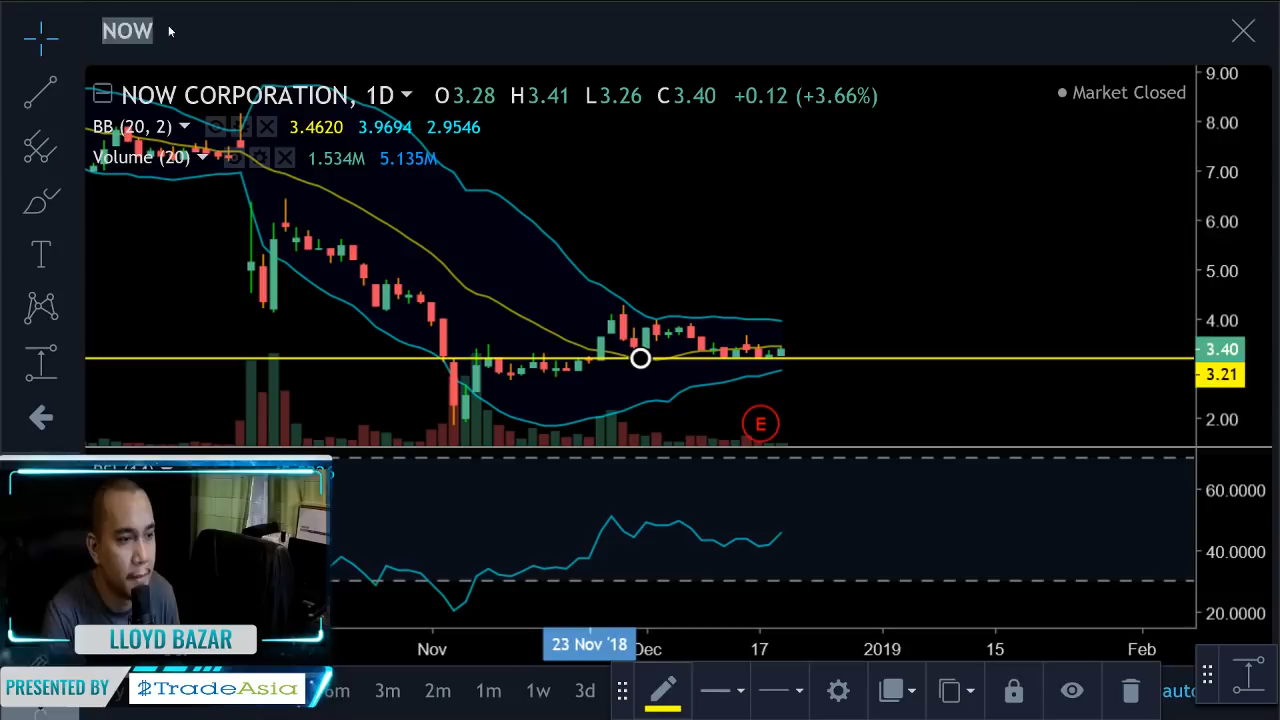 NOW
NOW CORPORATION, 1D O3.28 H3.41 L3.26 C3.40 +0.12 (+3.66%)
Market Closed
BB (20, 2) 3.4620 3.9694 2.9546
Volume (20) 1.534M 5.135M
9.00
8.00
7.00
6.00
5.00
4.00
3.40
3.21
2.00
E
60.0000
40.0000
20.0000
LLOYD BAZAR
Nov 23 Nov '18 Dec 17 2019 15 Feb
PRESENTED BY TradeAsia
3m 2m 1m 1w 3d
auto